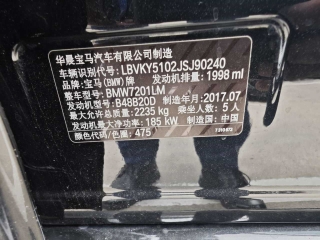 华晨宝马汽车有限公司制造
车辆识别代号: LBVKY5102JSJ90240
品牌: 宝马(BMW)牌 发动机排量: 1998 ml
整车型号: BMW7201LM
发动机型号: B48B20D 制造年月: 2017.07
最大允许总质量: 2235 kg 乘坐人数: 5 人
发动机最大净功率: 185 kW 制造国: 中国
颜色代码/色圈: 475